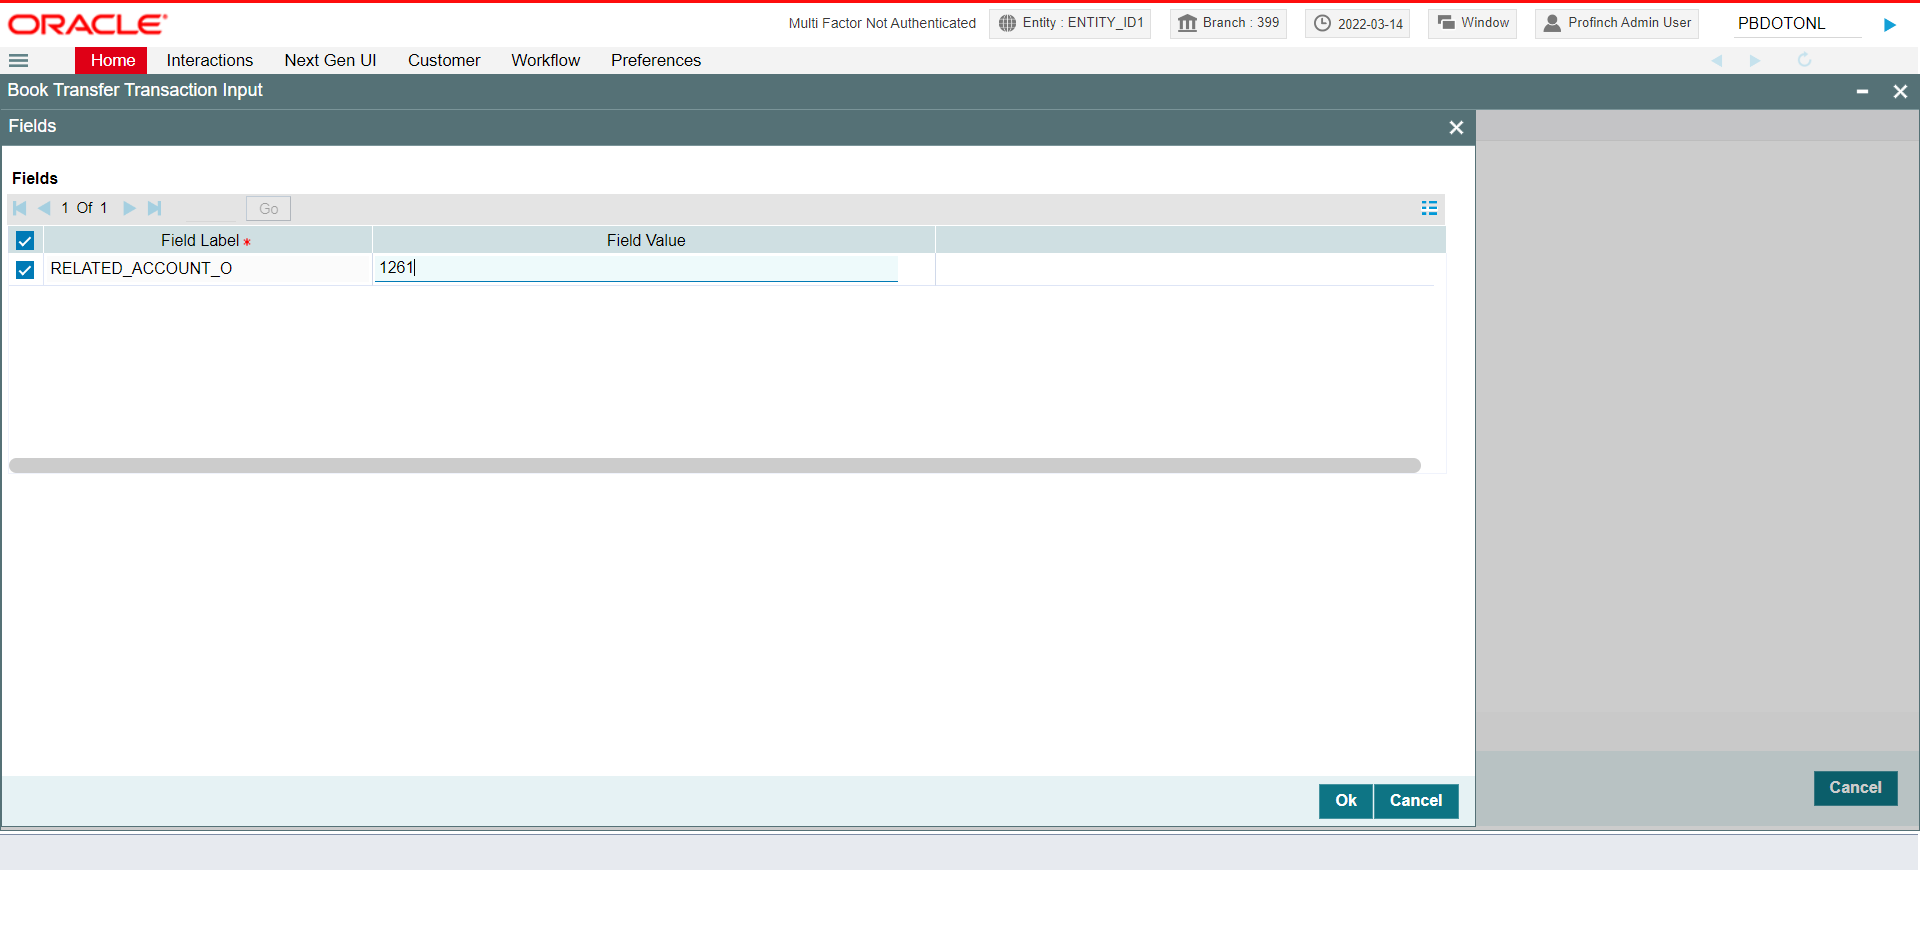 ORACLE
Multi Factor Not Authenticated
Entity : ENTITY_ID1
Branch : 399
2022-03-14
Window
Profinch Admin User
PBDOTONL
Home Interactions Next Gen UI Customer Workflow Preferences
Book Transfer Transaction Input
Fields
Fields
1 Of 1
Go
Field Label * Field Value
RELATED_ACCOUNT_O 1261
Cancel
Ok Cancel